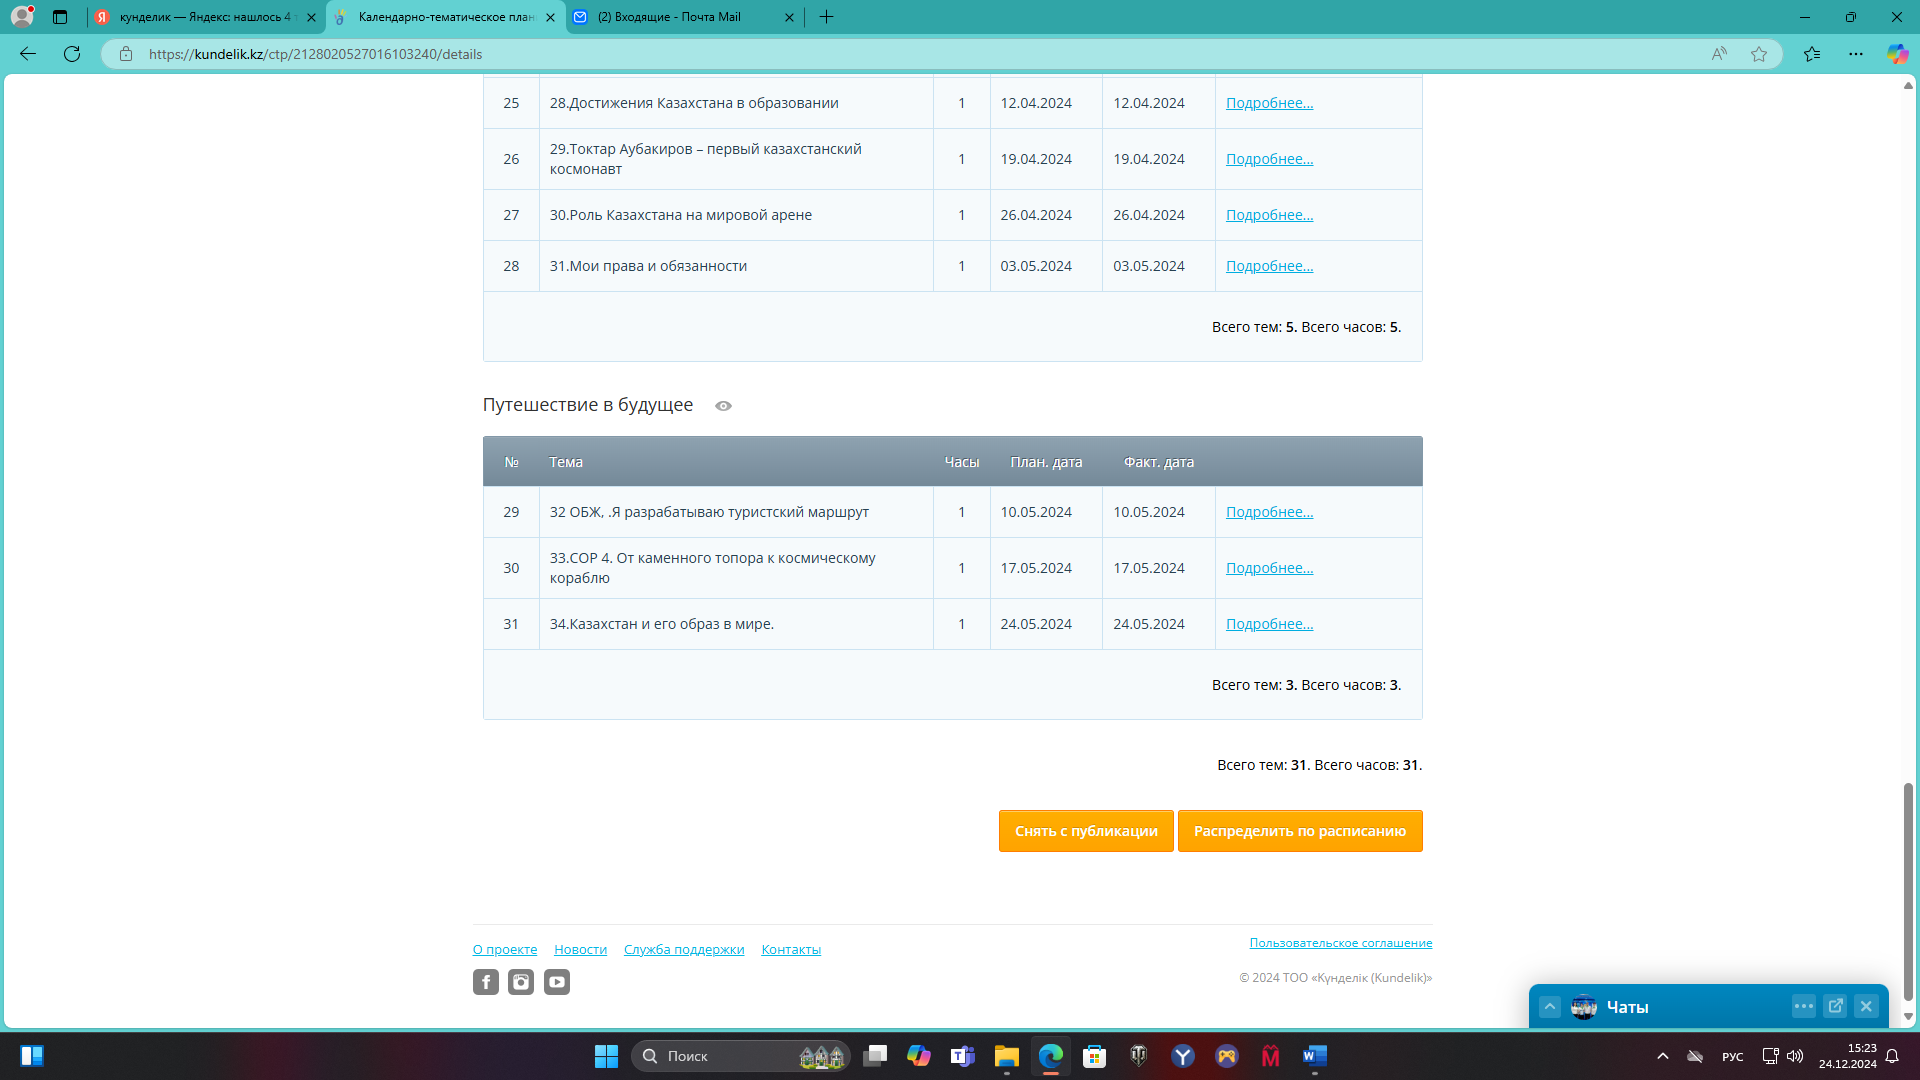 кунделик — Яндекс: нашлось 4 т
Календарно-тематическое план
(2) Входящие - Почта Mail
https://kundelik.kz/ctp/2128020527016103240/details
25 28.Достижения Казахстана в образовании 1 12.04.2024 12.04.2024 Подробнее...
26 29.Токтар Аубакиров – первый казахстанский космонавт 1 19.04.2024 19.04.2024 Подробнее...
27 30.Роль Казахстана на мировой арене 1 26.04.2024 26.04.2024 Подробнее...
28 31.Мои права и обязанности 1 03.05.2024 03.05.2024 Подробнее...
Всего тем: 5. Всего часов: 5.
Путешествие в будущее
№ Тема Часы План. дата Факт. дата
29 32 ОБЖ, .Я разрабатываю туристский маршрут 1 10.05.2024 10.05.2024 Подробнее...
30 33.СОР 4. От каменного топора к космическому кораблю 1 17.05.2024 17.05.2024 Подробнее...
31 34.Казахстан и его образ в мире. 1 24.05.2024 24.05.2024 Подробнее...
Всего тем: 3. Всего часов: 3.
Всего тем: 31. Всего часов: 31.
Снять с публикации
Распределить по расписанию
О проекте Новости Служба поддержки Контакты
Пользовательское соглашение
© 2024 ТОО «Күнделік (Kundelik)»
Чаты
Поиск
РУС
15:23
24.12.2024